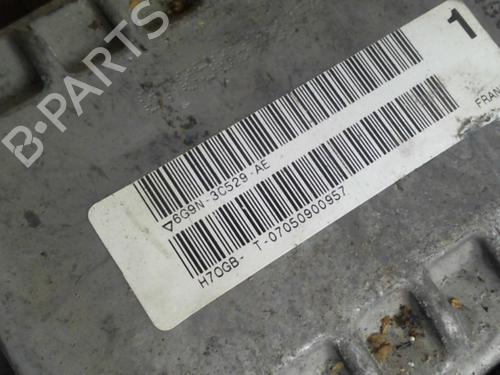 B-PARTS
1
FRAN
▽6G9N-3C529-AE
H70GB- T-07050900957